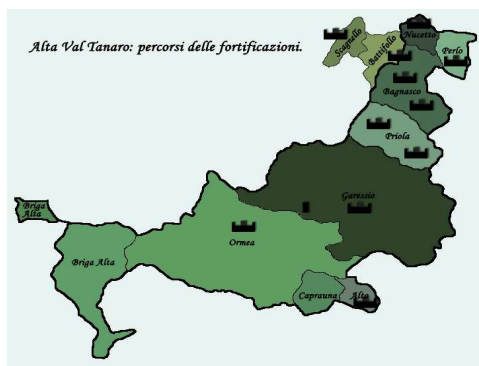 Alta Val Tanaro: percorsi delle fortificazioni.
Scagnello
Battifollo
Nucetto
Perlo
Bagnasco
Priola
Garessio
Briga
Alta
Ormea
Briga Alta
Caprauna
Alto